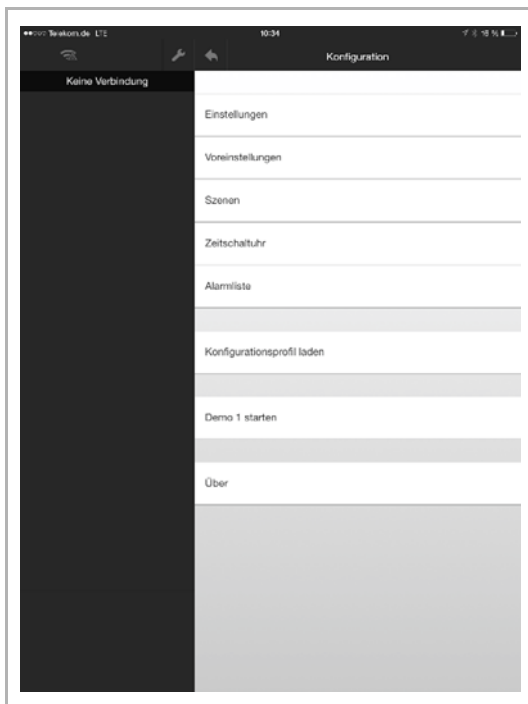 Telekom.de LTE 10:34 16 %
Konfiguration
Keine Verbindung
Einstellungen
Voreinstellungen
Szenen
Zeitschaltuhr
Alarmliste
Konfigurationsprofil laden
Demo 1 starten
Über